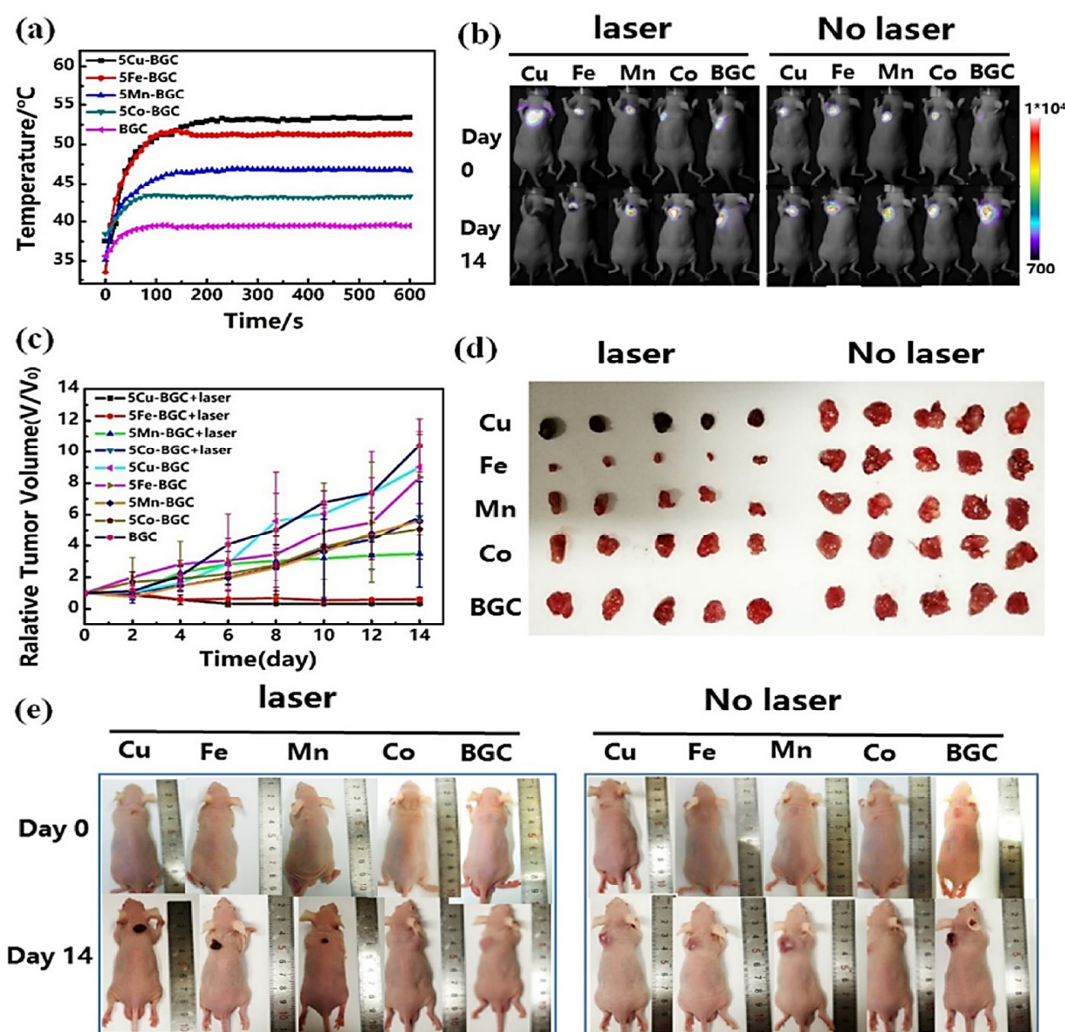 (a)
5Cu-BGC
5Fe-BGC
5Mn-BGC
5Co-BGC
BGC
Temperature/°C
60
55
50
45
40
35
0 100 200 300 400 500 600
Time/s
(b)
laser No laser
Cu Fe Mn Co BGC Cu Fe Mn Co BGC
Day
0
Day
14
1*10⁴
700
(c)
Ralative Tumor Volume(V/V₀)
14
12
10
8
6
4
2
0
5Cu-BGC+laser
5Fe-BGC+laser
5Mn-BGC+laser
5Co-BGC+laser
5Cu-BGC
5Fe-BGC
5Mn-BGC
5Co-BGC
BGC
0 2 4 6 8 10 12 14
Time(day)
(d)
laser No laser
Cu
Fe
Mn
Co
BGC
(e)
laser No laser
Cu Fe Mn Co BGC Cu Fe Mn Co BGC
Day 0
Day 14